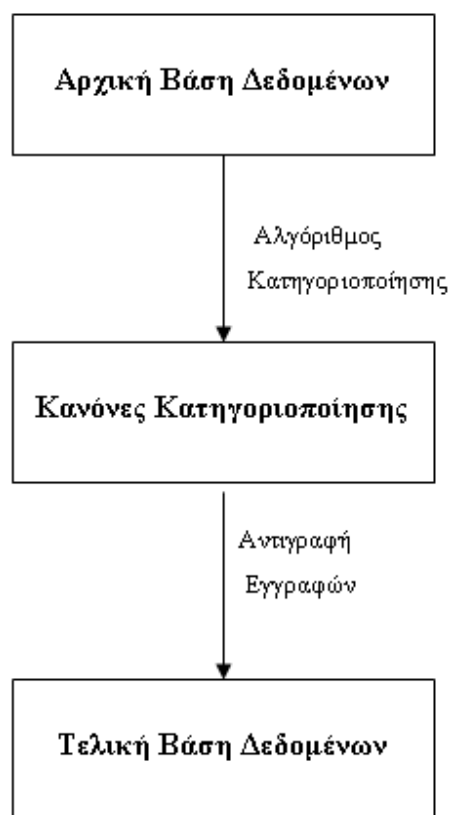 Αρχική Βάση Δεδομένων
Αλγόριθμος
Κατηγοριοποίησης
Κανόνες Κατηγοριοποίησης
Αντιγραφή
Εγγραφών
Τελική Βάση Δεδομένων